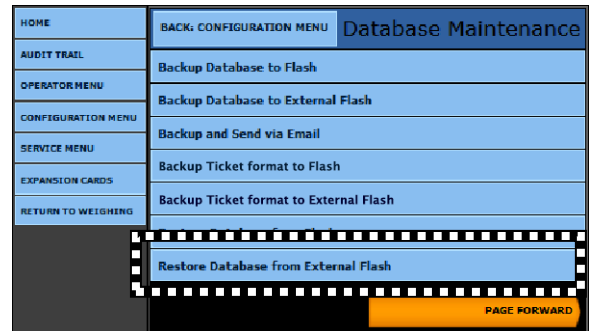 HOME
AUDIT TRAIL
OPERATOR MENU
CONFIGURATION MENU
SERVICE MENU
EXPANSION CARDS
RETURN TO WEIGHING
BACK: CONFIGURATION MENU
Database Maintenance
Backup Database to Flash
Backup Database to External Flash
Backup and Send via Email
Backup Ticket format to Flash
Backup Ticket format to External Flash
Restore Database from External Flash
PAGE FORWARD